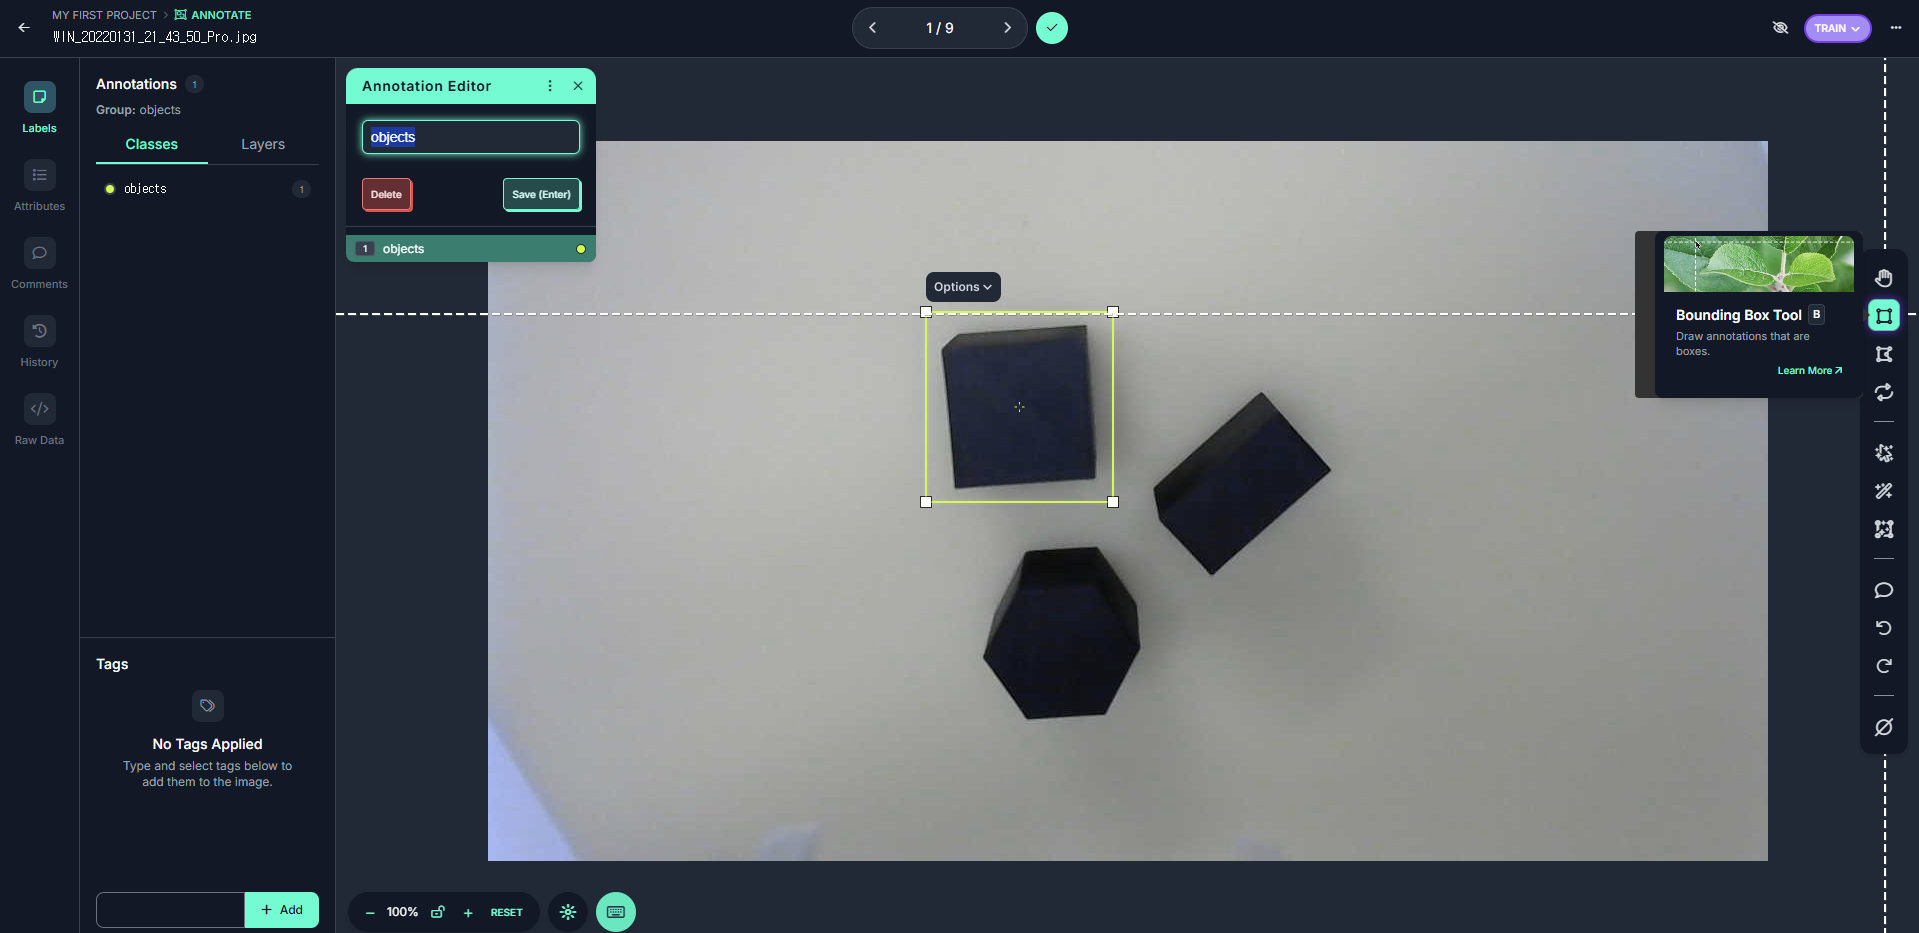 MY FIRST PROJECT > ANNOTATE
WIN_20220131_21_43_50_Pro.jpg
1 / 9
TRAIN
Labels
Attributes
Comments
History
Raw Data
Annotations 1
Group: objects
Classes Layers
objects 1
Tags
No Tags Applied
Type and select tags below to
add them to the image.
+ Add
Annotation Editor
objects
Delete Save (Enter)
1 objects
Options
Bounding Box Tool B
Draw annotations that are
boxes.
Learn More
− 100% + RESET